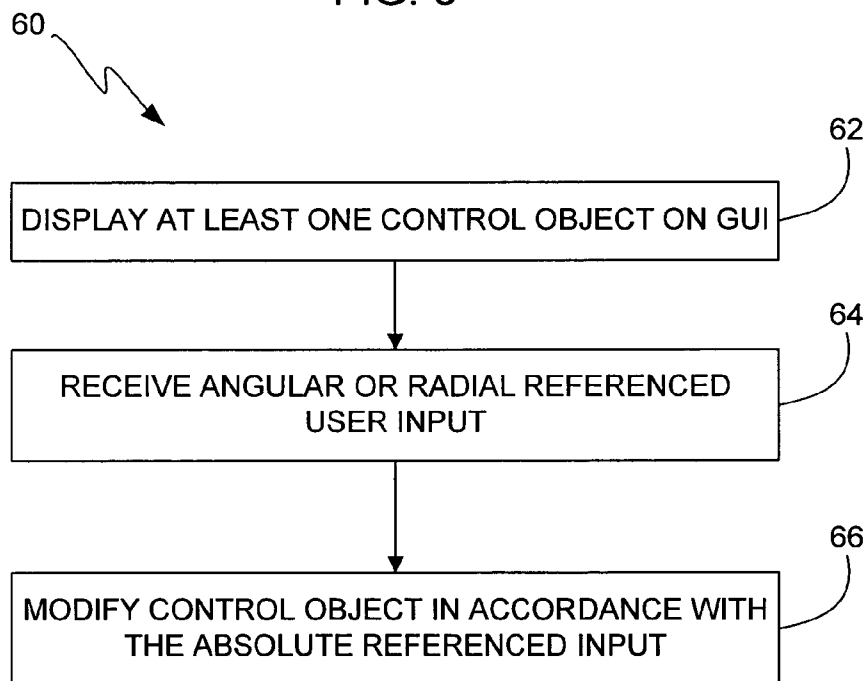 60
62
DISPLAY AT LEAST ONE CONTROL OBJECT ON GUI
64
RECEIVE ANGULAR OR RADIAL REFERENCED
USER INPUT
66
MODIFY CONTROL OBJECT IN ACCORDANCE WITH
THE ABSOLUTE REFERENCED INPUT